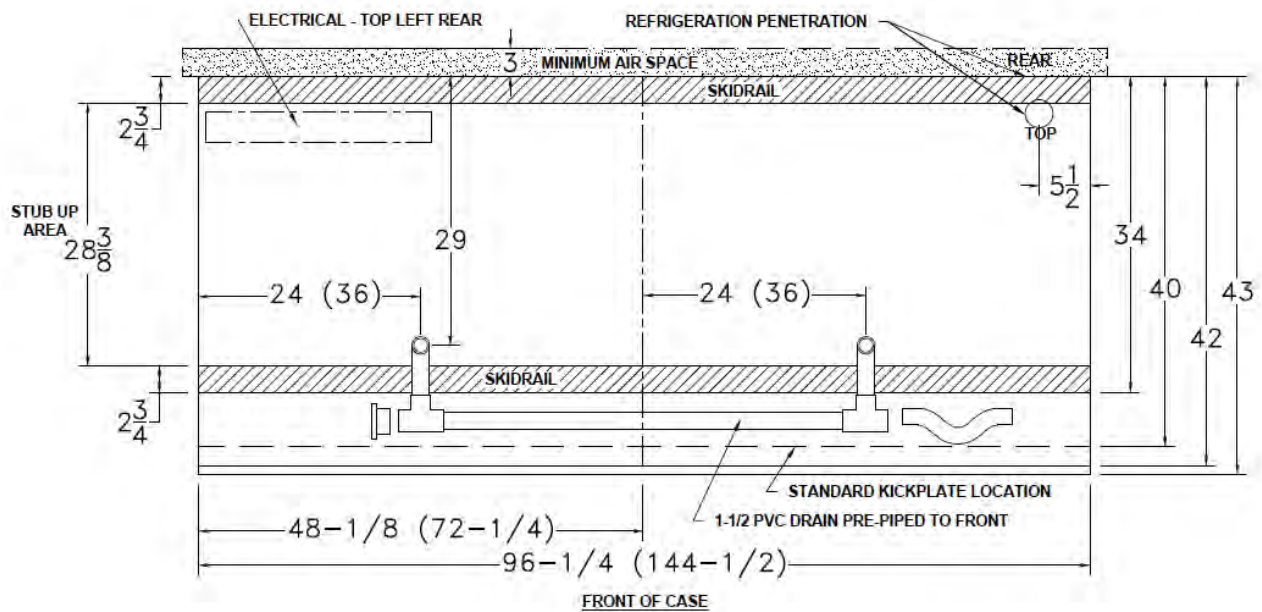 ELECTRICAL - TOP LEFT REAR
REFRIGERATION PENETRATION
3
MINIMUM AIR SPACE
REAR
SKIDRAIL
2 3/4
TOP
5 1/2
STUB UP
AREA
28 3/8
29
34
24 (36)
24 (36)
40
43
42
SKIDRAIL
2 3/4
STANDARD KICKPLATE LOCATION
48-1/8 (72-1/4)
1-1/2 PVC DRAIN PRE-PIPED TO FRONT
96-1/4 (144-1/2)
FRONT OF CASE